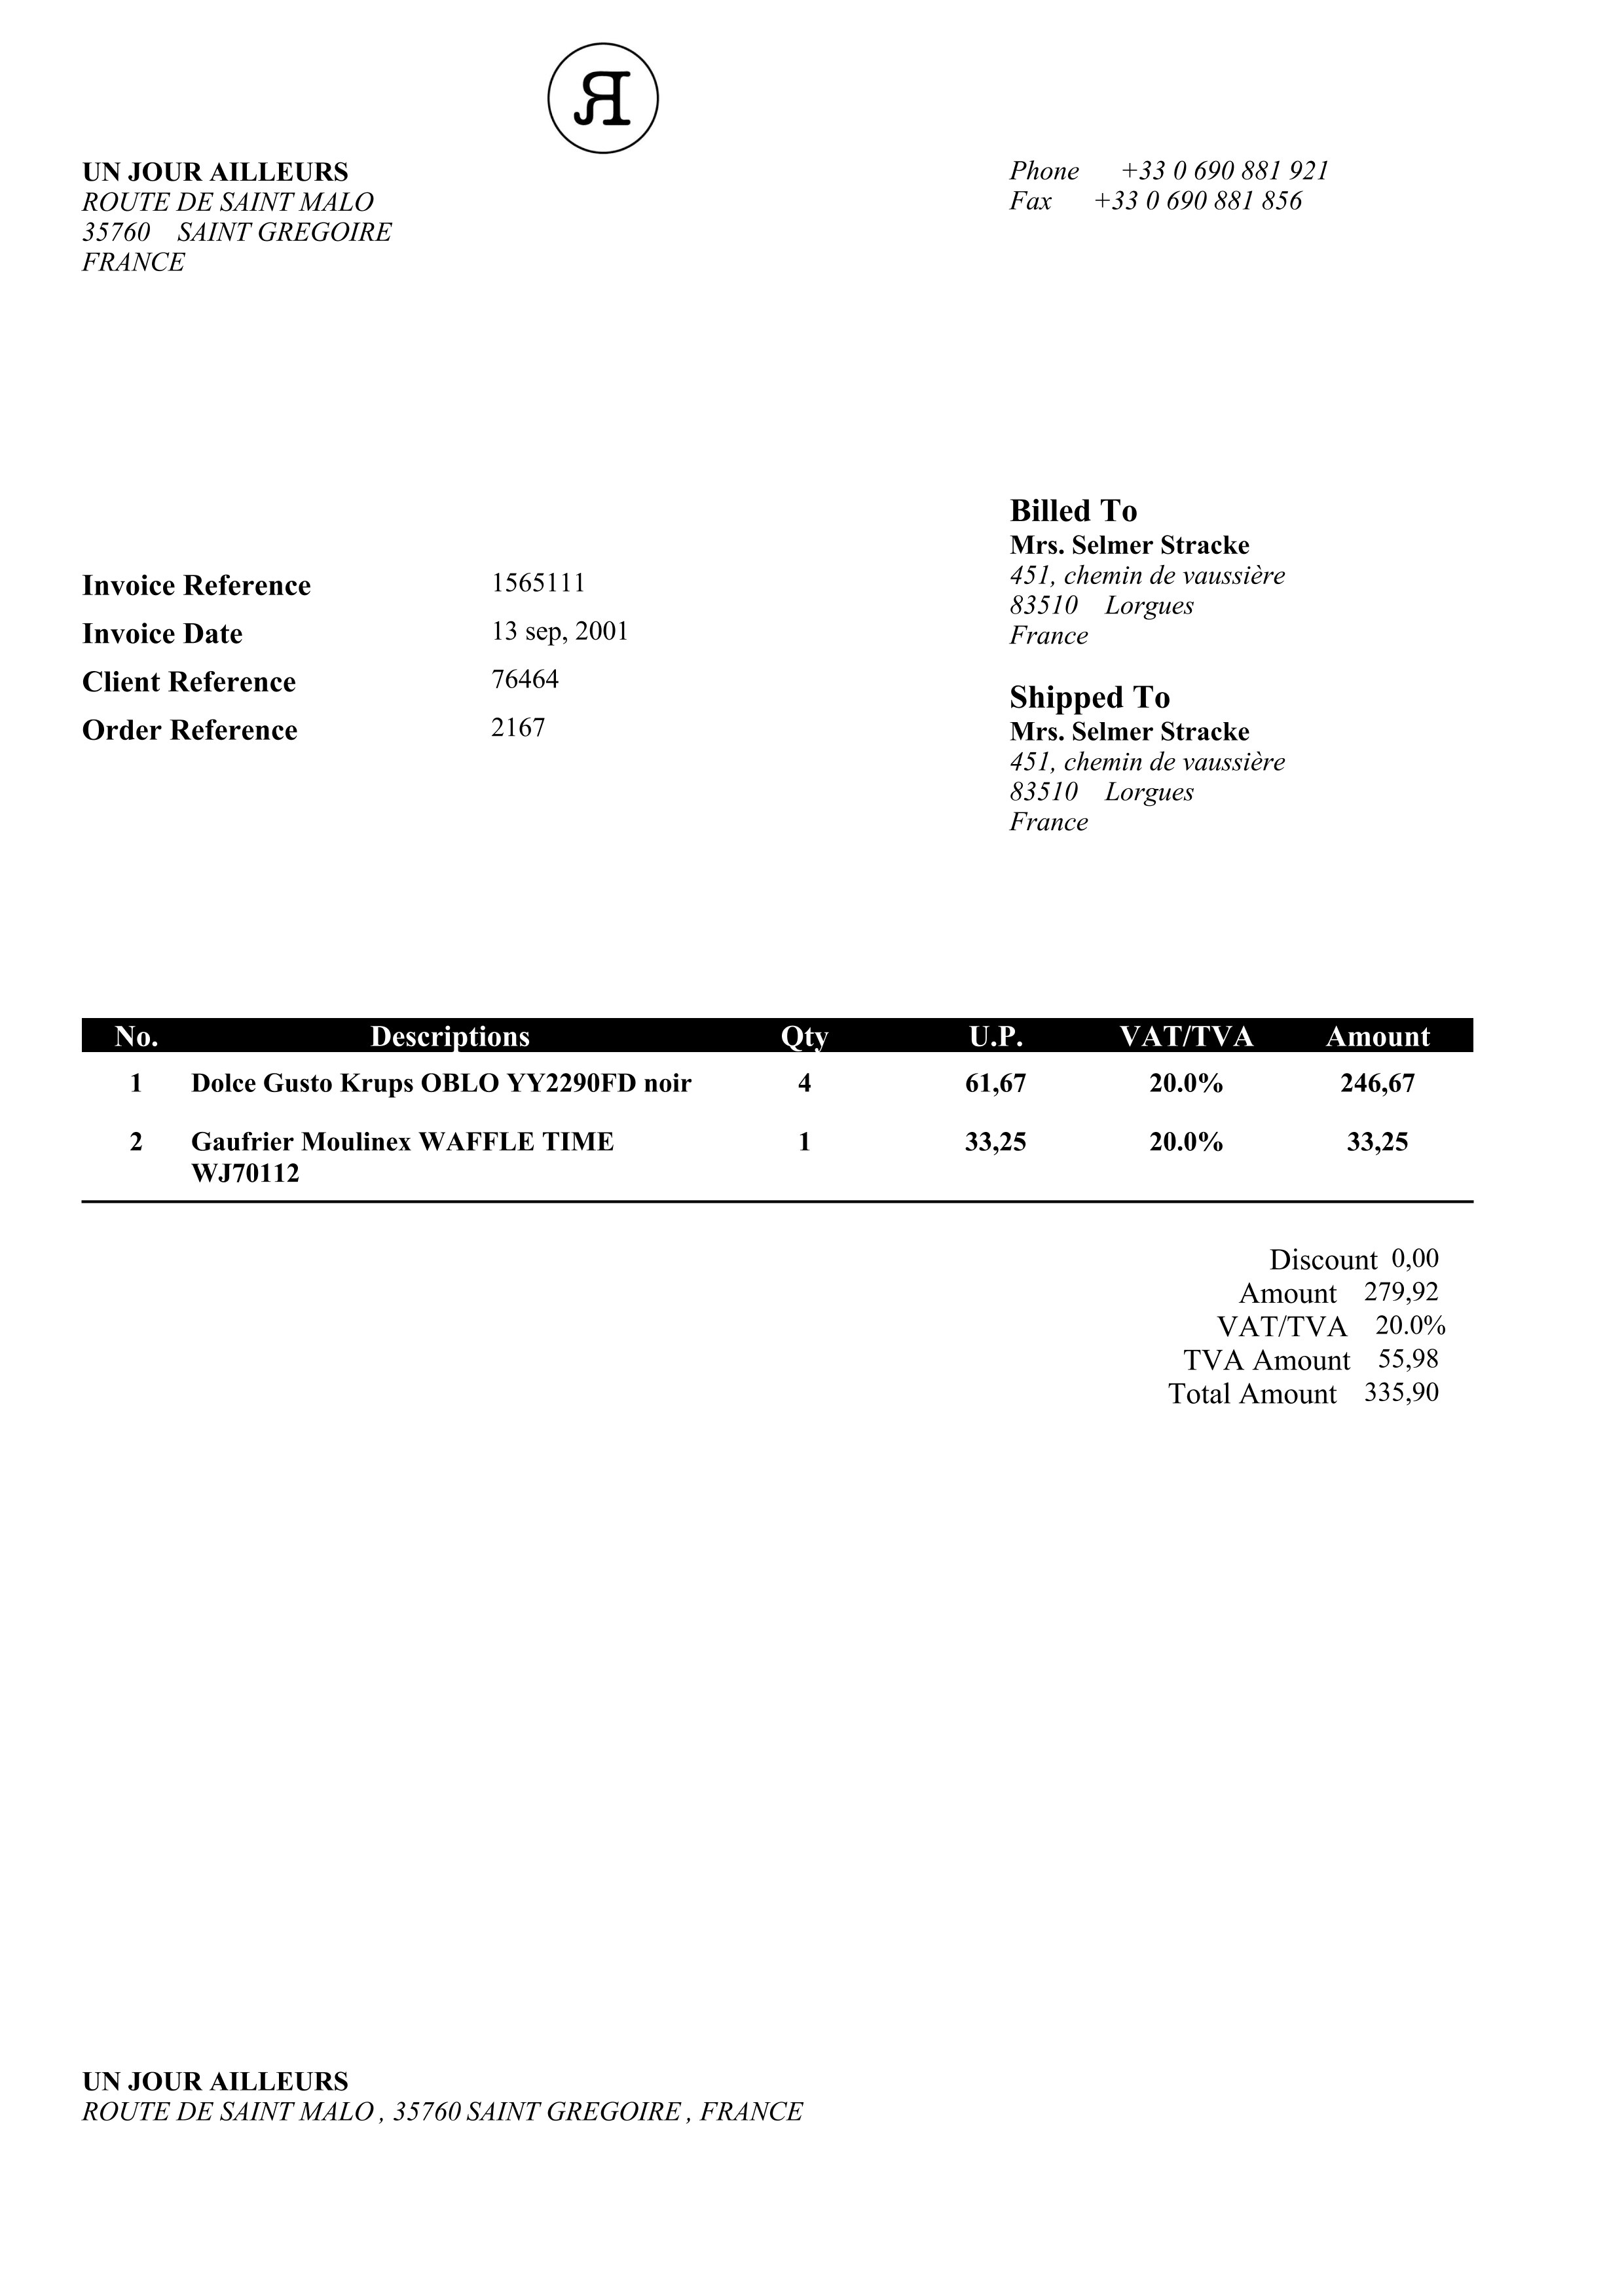 UN JOUR AILLEURS
ROUTE DE SAINT MALO
35760 SAINT GREGOIRE
FRANCE
Phone +33 0 690 881 921
Fax +33 0 690 881 856
Invoice Reference 1565111
Invoice Date 13 sep, 2001
Client Reference 76464
Order Reference 2167
Billed To
Mrs. Selmer Stracke
451, chemin de vaussière
83510 Lorgues
France
Shipped To
Mrs. Selmer Stracke
451, chemin de vaussière
83510 Lorgues
France
No. Descriptions Qty U.P. VAT/TVA Amount
1 Dolce Gusto Krups OBLO YY2290FD noir 4 61,67 20.0% 246,67
2 Gaufrier Moulinex WAFFLE TIME 1 33,25 20.0% 33,25
WJ70112
Discount 0,00
Amount 279,92
VAT/TVA 20.0%
TVA Amount 55,98
Total Amount 335,90
UN JOUR AILLEURS
ROUTE DE SAINT MALO , 35760 SAINT GREGOIRE , FRANCE